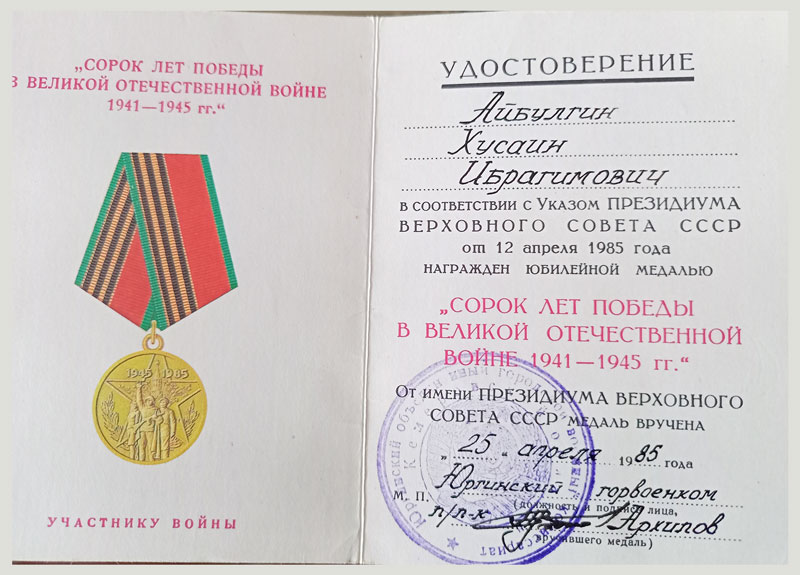 „СОРОК ЛЕТ ПОБЕДЫ
В ВЕЛИКОЙ ОТЕЧЕСТВЕННОЙ ВОЙНЕ
1941—1945 гг.“
1945 1985
УЧАСТНИКУ ВОЙНЫ
УДОСТОВЕРЕНИЕ
Айбулгин
Хусаин
Ибрагимович
В СООТВЕТСТВИИ С УКАЗОМ ПРЕЗИДИУМА
ВЕРХОВНОГО СОВЕТА СССР
от 12 апреля 1985 года
НАГРАЖДЕН ЮБИЛЕЙНОЙ МЕДАЛЬЮ
„СОРОК ЛЕТ ПОБЕДЫ
В ВЕЛИКОЙ ОТЕЧЕСТВЕННОЙ
ВОЙНЕ 1941—1945 гг.“
ОТ ИМЕНИ ПРЕЗИДИУМА ВЕРХОВНОГО
СОВЕТА СССР МЕДАЛЬ ВРУЧЕНА
„25“ апреля 1985 года
Юргинский горвоенком
М. П. (должность и подпись лица,
п/п-к Архипов
вручившего медаль)